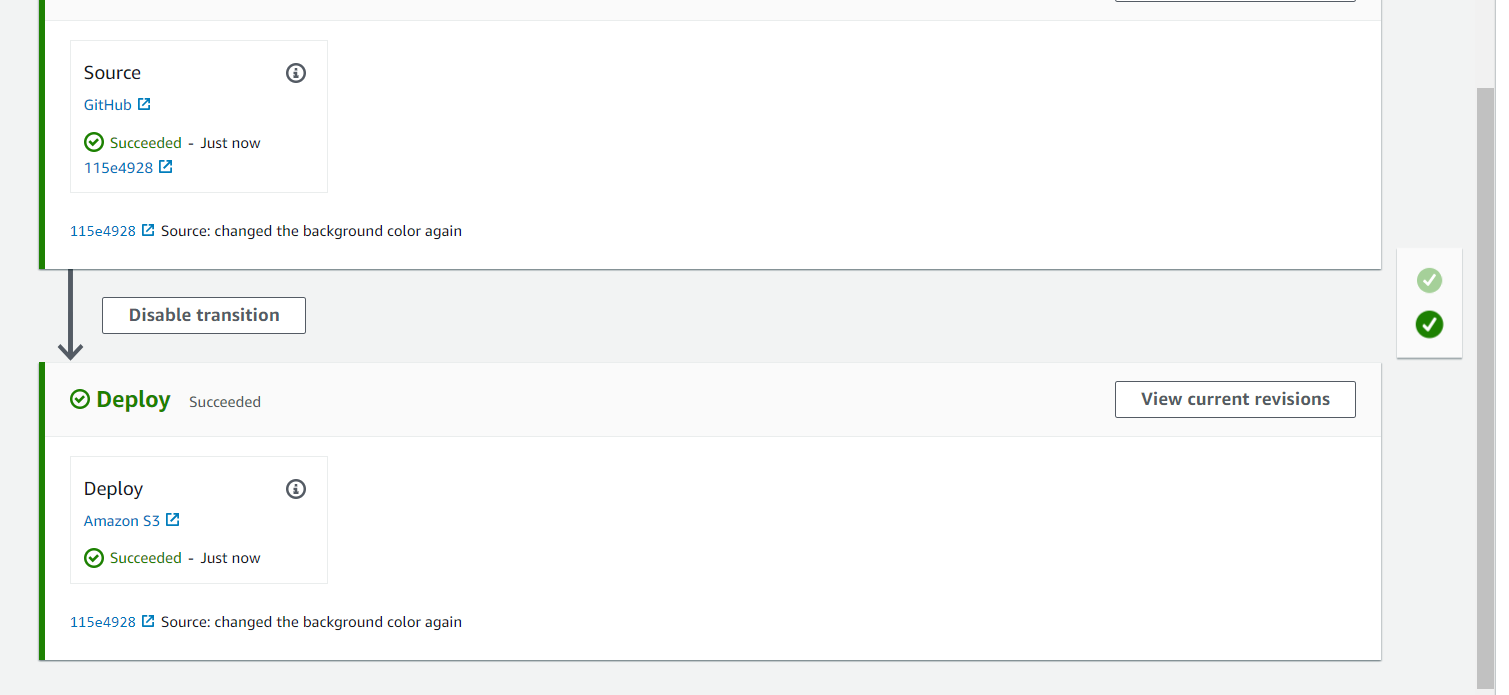 Source
GitHub
Succeeded - Just now
115e4928
115e4928 Source: changed the background color again
Disable transition
Deploy Succeeded
View current revisions
Deploy
Amazon S3
Succeeded - Just now
115e4928 Source: changed the background color again